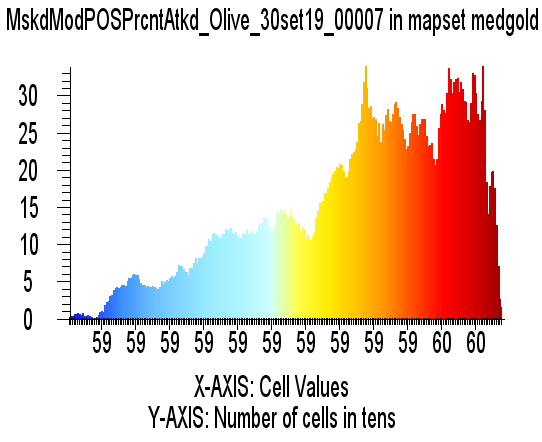 MskdModPOSPrcntAtkd_Olive_30set19_00007 in mapset medgold
30
25
20
15
10
5
0
59 59 59 59 59 59 59 59 59 59 60 60
X-AXIS: Cell Values
Y-AXIS: Number of cells in tens